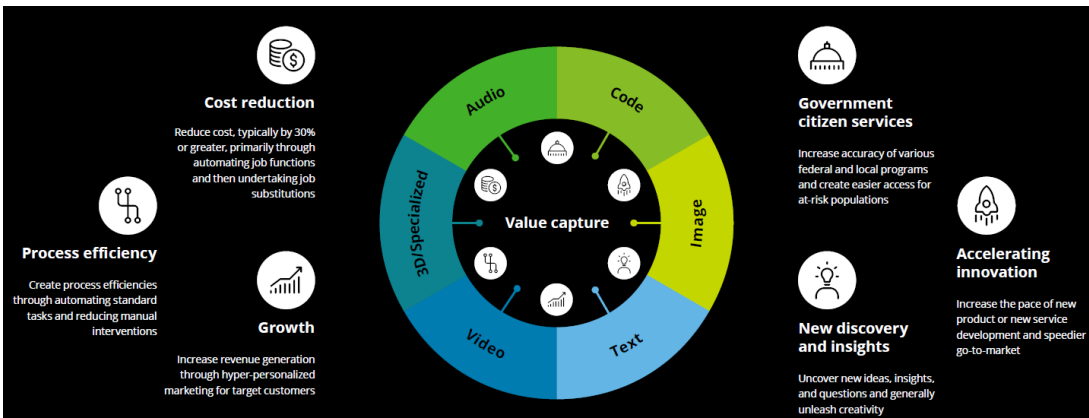 Cost reduction
Reduce cost, typically by 30%
or greater, primarily through
automating job functions
and then undertaking job
substitutions
Process efficiency
Create process efficiencies
through automating standard
tasks and reducing manual
interventions
Growth
Increase revenue generation
through hyper-personalized
marketing for target customers
Audio
Code
3D/Specialized
Value capture
Image
Video
Text
Government
citizen services
Increase accuracy of various
federal and local programs
and create easier access for
at-risk populations
Accelerating
innovation
Increase the pace of new
product or new service
development and speedier
go-to-market
New discovery
and insights
Uncover new ideas, insights,
and questions and generally
unleash creativity